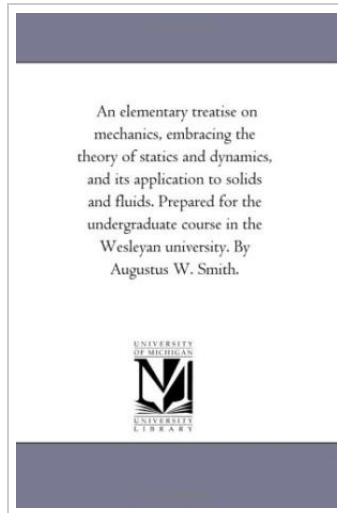 An elementary treatise on
mechanics, embracing the
theory of statics and dynamics,
and its application to solids
and fluids. Prepared for the
undergraduate course in the
Wesleyan university. By
Augustus W. Smith.
UNIVERSITY
OF MICHIGAN
UNIVERSITY
LIBRARY